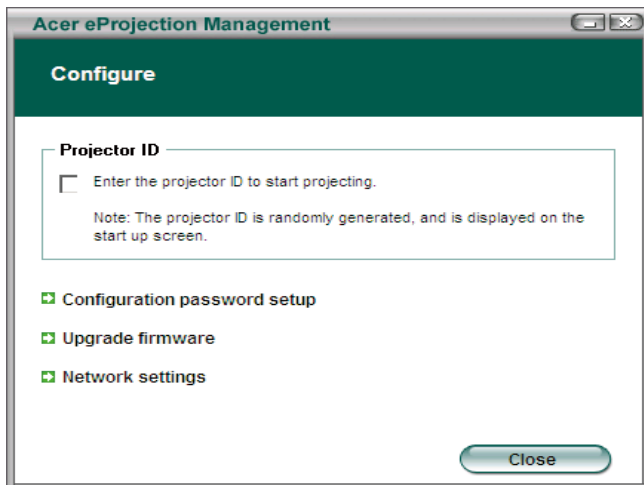 Acer eProjection Management
Configure
Projector ID
Enter the projector ID to start projecting.
Note: The projector ID is randomly generated, and is displayed on the
start up screen.
Configuration password setup
Upgrade firmware
Network settings
Close